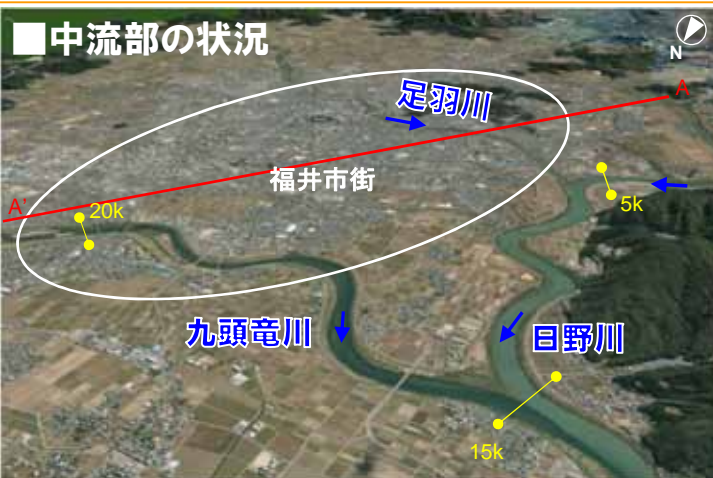 ■中流部の状況
N
足羽川
A
福井市街
A'
20k
5k
九頭竜川
日野川
15k